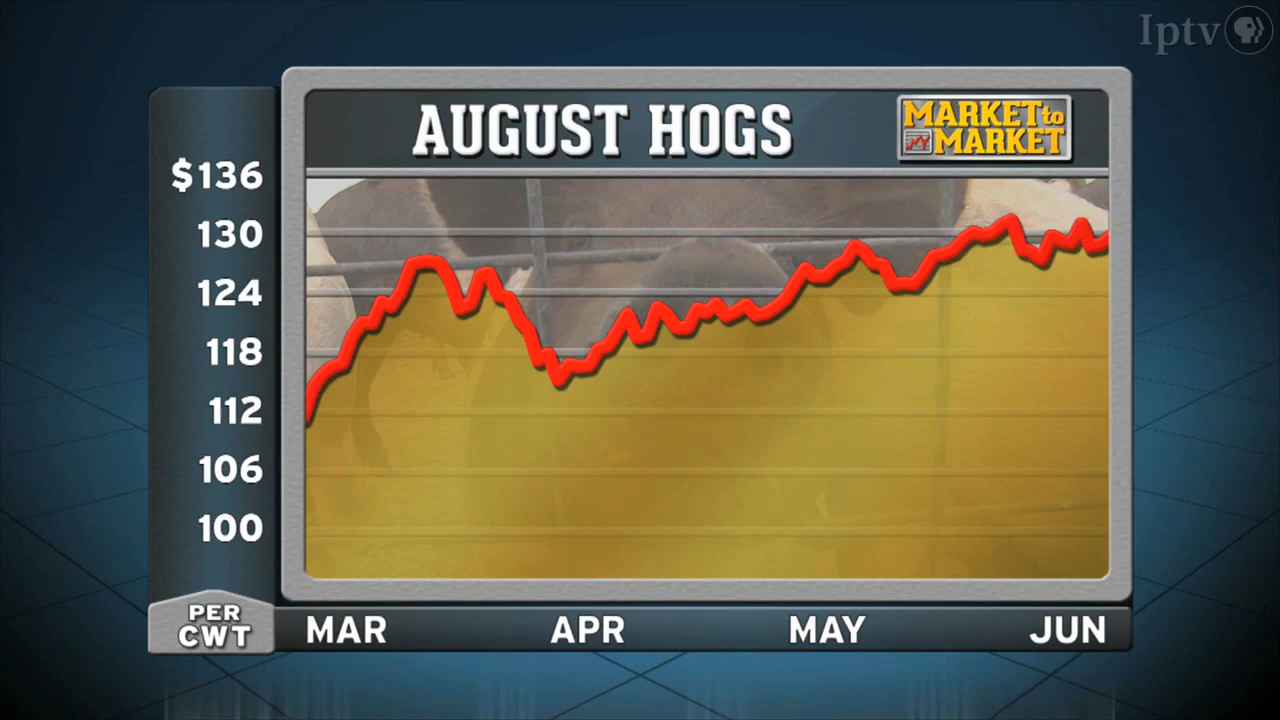 Iptv
AUGUST HOGS
MARKET to
MARKET
$136
130
124
118
112
106
100
PER
CWT
MAR APR MAY JUN